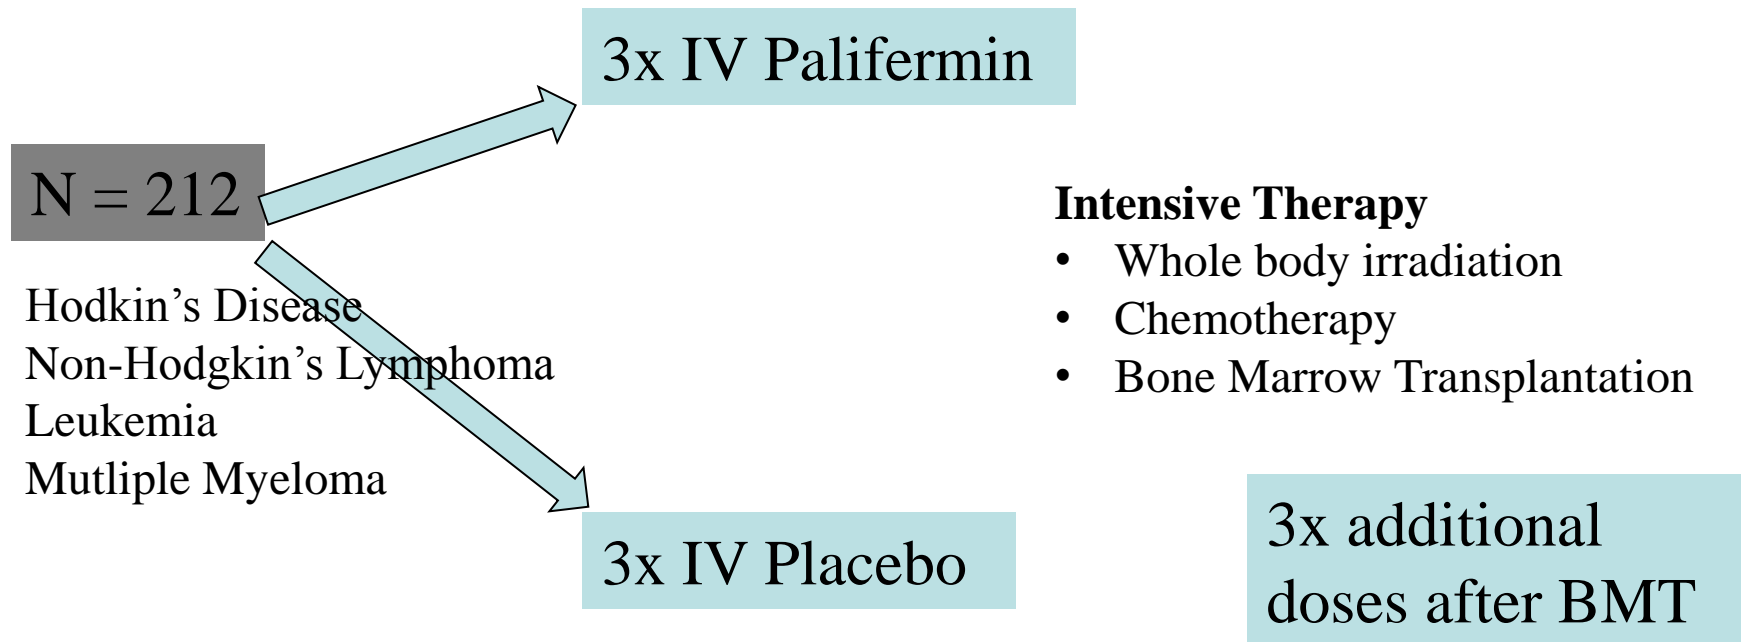 3x IV Palifermin
N = 212
Hodkin’s Disease
Non-Hodgkin’s Lymphoma
Leukemia
Mutliple Myeloma
3x IV Placebo
Intensive Therapy
• Whole body irradiation
• Chemotherapy
• Bone Marrow Transplantation
3x additional
doses after BMT